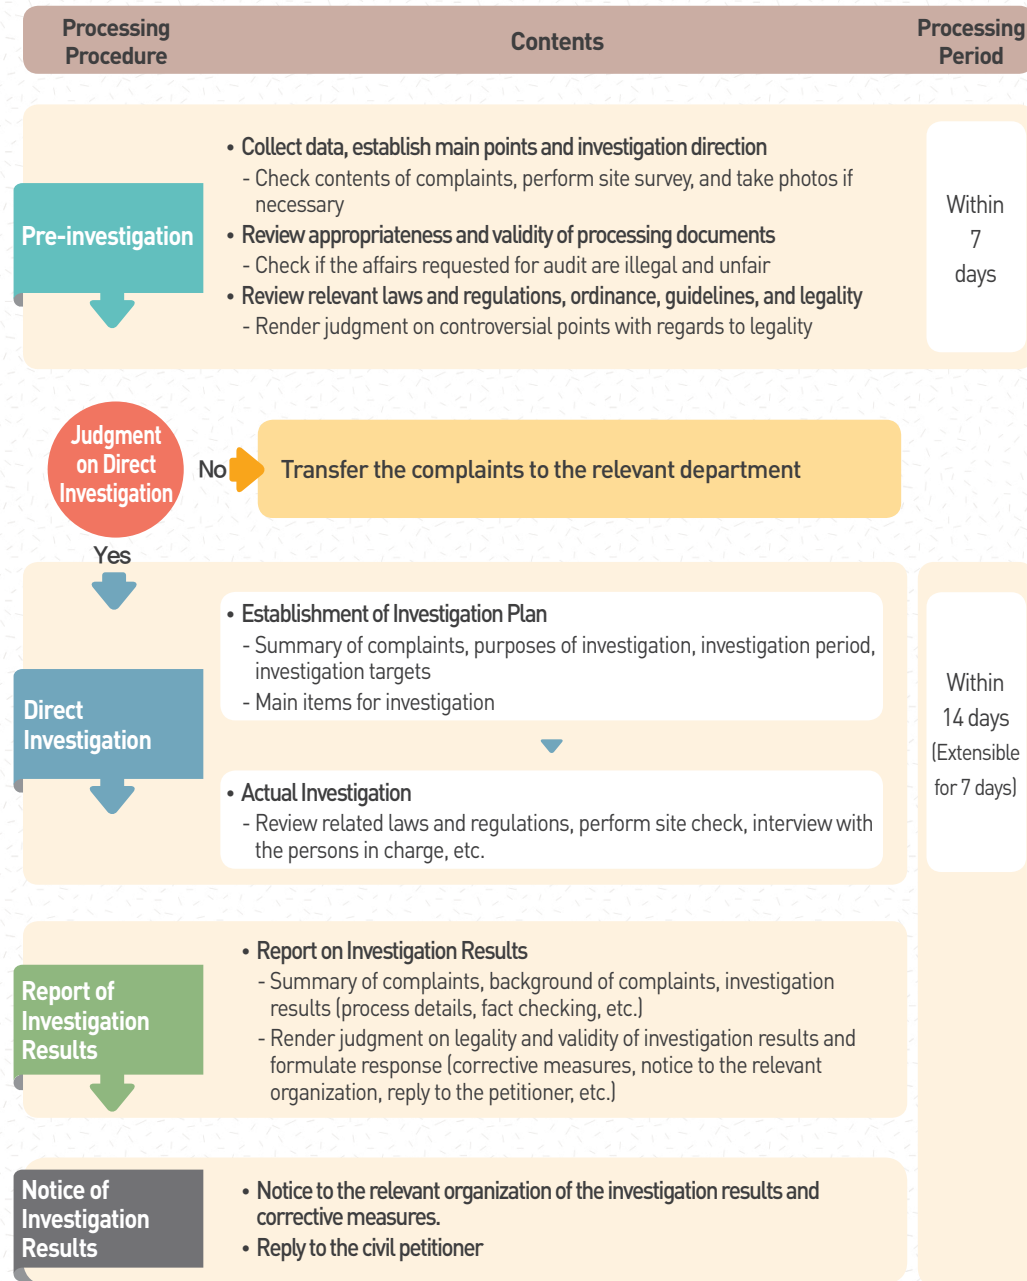 Processing
Procedure
Contents
Processing
Period
Pre-investigation
• Collect data, establish main points and investigation direction
- Check contents of complaints, perform site survey, and take photos if
necessary
• Review appropriateness and validity of processing documents
- Check if the affairs requested for audit are illegal and unfair
• Review relevant laws and regulations, ordinance, guidelines, and legality
- Render judgment on controversial points with regards to legality
Within
7
days
Judgment
on Direct
Investigation
No
Transfer the complaints to the relevant department
Yes
Direct
Investigation
• Establishment of Investigation Plan
- Summary of complaints, purposes of investigation, investigation period,
investigation targets
- Main items for investigation
• Actual Investigation
- Review related laws and regulations, perform site check, interview with
the persons in charge, etc.
Within
14 days
(Extensible
for 7 days)
Report of
Investigation
Results
• Report on Investigation Results
- Summary of complaints, background of complaints, investigation
results (process details, fact checking, etc.)
- Render judgment on legality and validity of investigation results and
formulate response (corrective measures, notice to the relevant
organization, reply to the petitioner, etc.)
Notice of
Investigation
Results
• Notice to the relevant organization of the investigation results and
corrective measures.
• Reply to the civil petitioner